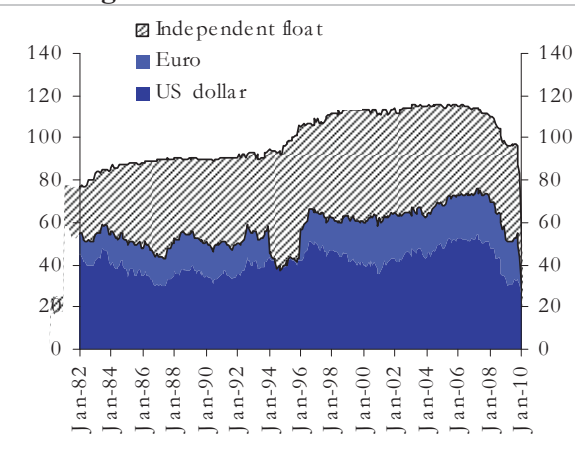 Independent float
Euro
US dollar
140 140
120 120
100 100
80 80
60 60
40 40
20 20
0 0
Jan-82 Jan-84 Jan-86 Jan-88 Jan-90 Jan-92 Jan-94 Jan-96 Jan-98 Jan-00 Jan-02 Jan-04 Jan-06 Jan-08 Jan-10